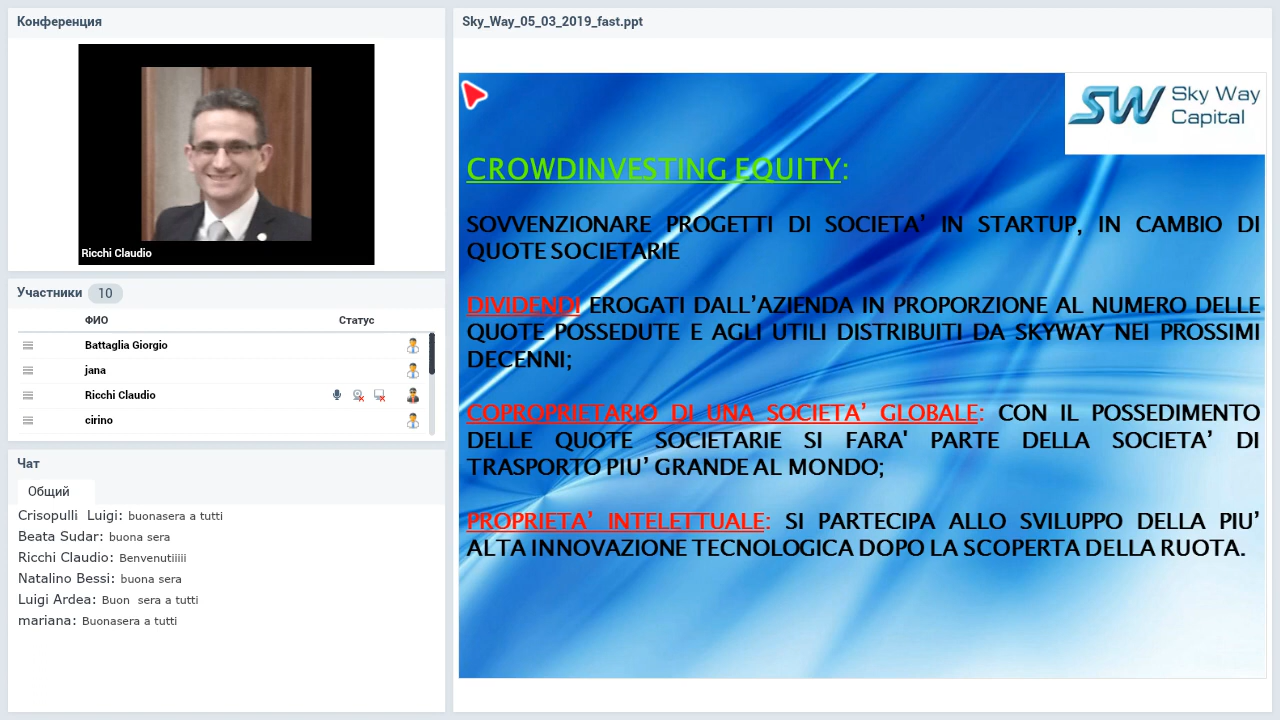 Конференция
Ricchi Claudio
Участники 10
ФИО Статус
Battaglia Giorgio
jana
Ricchi Claudio
cirino
Чат
Общий
Crisopulli Luigi: buonasera a tutti
Beata Sudar: buona sera
Ricchi Claudio: Benvenutiiiii
Natalino Bessi: buona sera
Luigi Ardea: Buon sera a tutti
mariana: Buonasera a tutti
Sky_Way_05_03_2019_fast.ppt
SW Sky Way
Capital
CROWDINVESTING EQUITY:
SOVVENZIONARE PROGETTI DI SOCIETA’ IN STARTUP, IN CAMBIO DI
QUOTE SOCIETARIE
DIVIDENDI EROGATI DALL’AZIENDA IN PROPORZIONE AL NUMERO DELLE
QUOTE POSSEDUTE E AGLI UTILI DISTRIBUITI DA SKYWAY NEI PROSSIMI
DECENNI;
COPROPRIETARIO DI UNA SOCIETA’ GLOBALE: CON IL POSSEDIMENTO
DELLE QUOTE SOCIETARIE SI FARA' PARTE DELLA SOCIETA’ DI
TRASPORTO PIU’ GRANDE AL MONDO;
PROPRIETA’ INTELETTUALE: SI PARTECIPA ALLO SVILUPPO DELLA PIU’
ALTA INNOVAZIONE TECNOLOGICA DOPO LA SCOPERTA DELLA RUOTA.